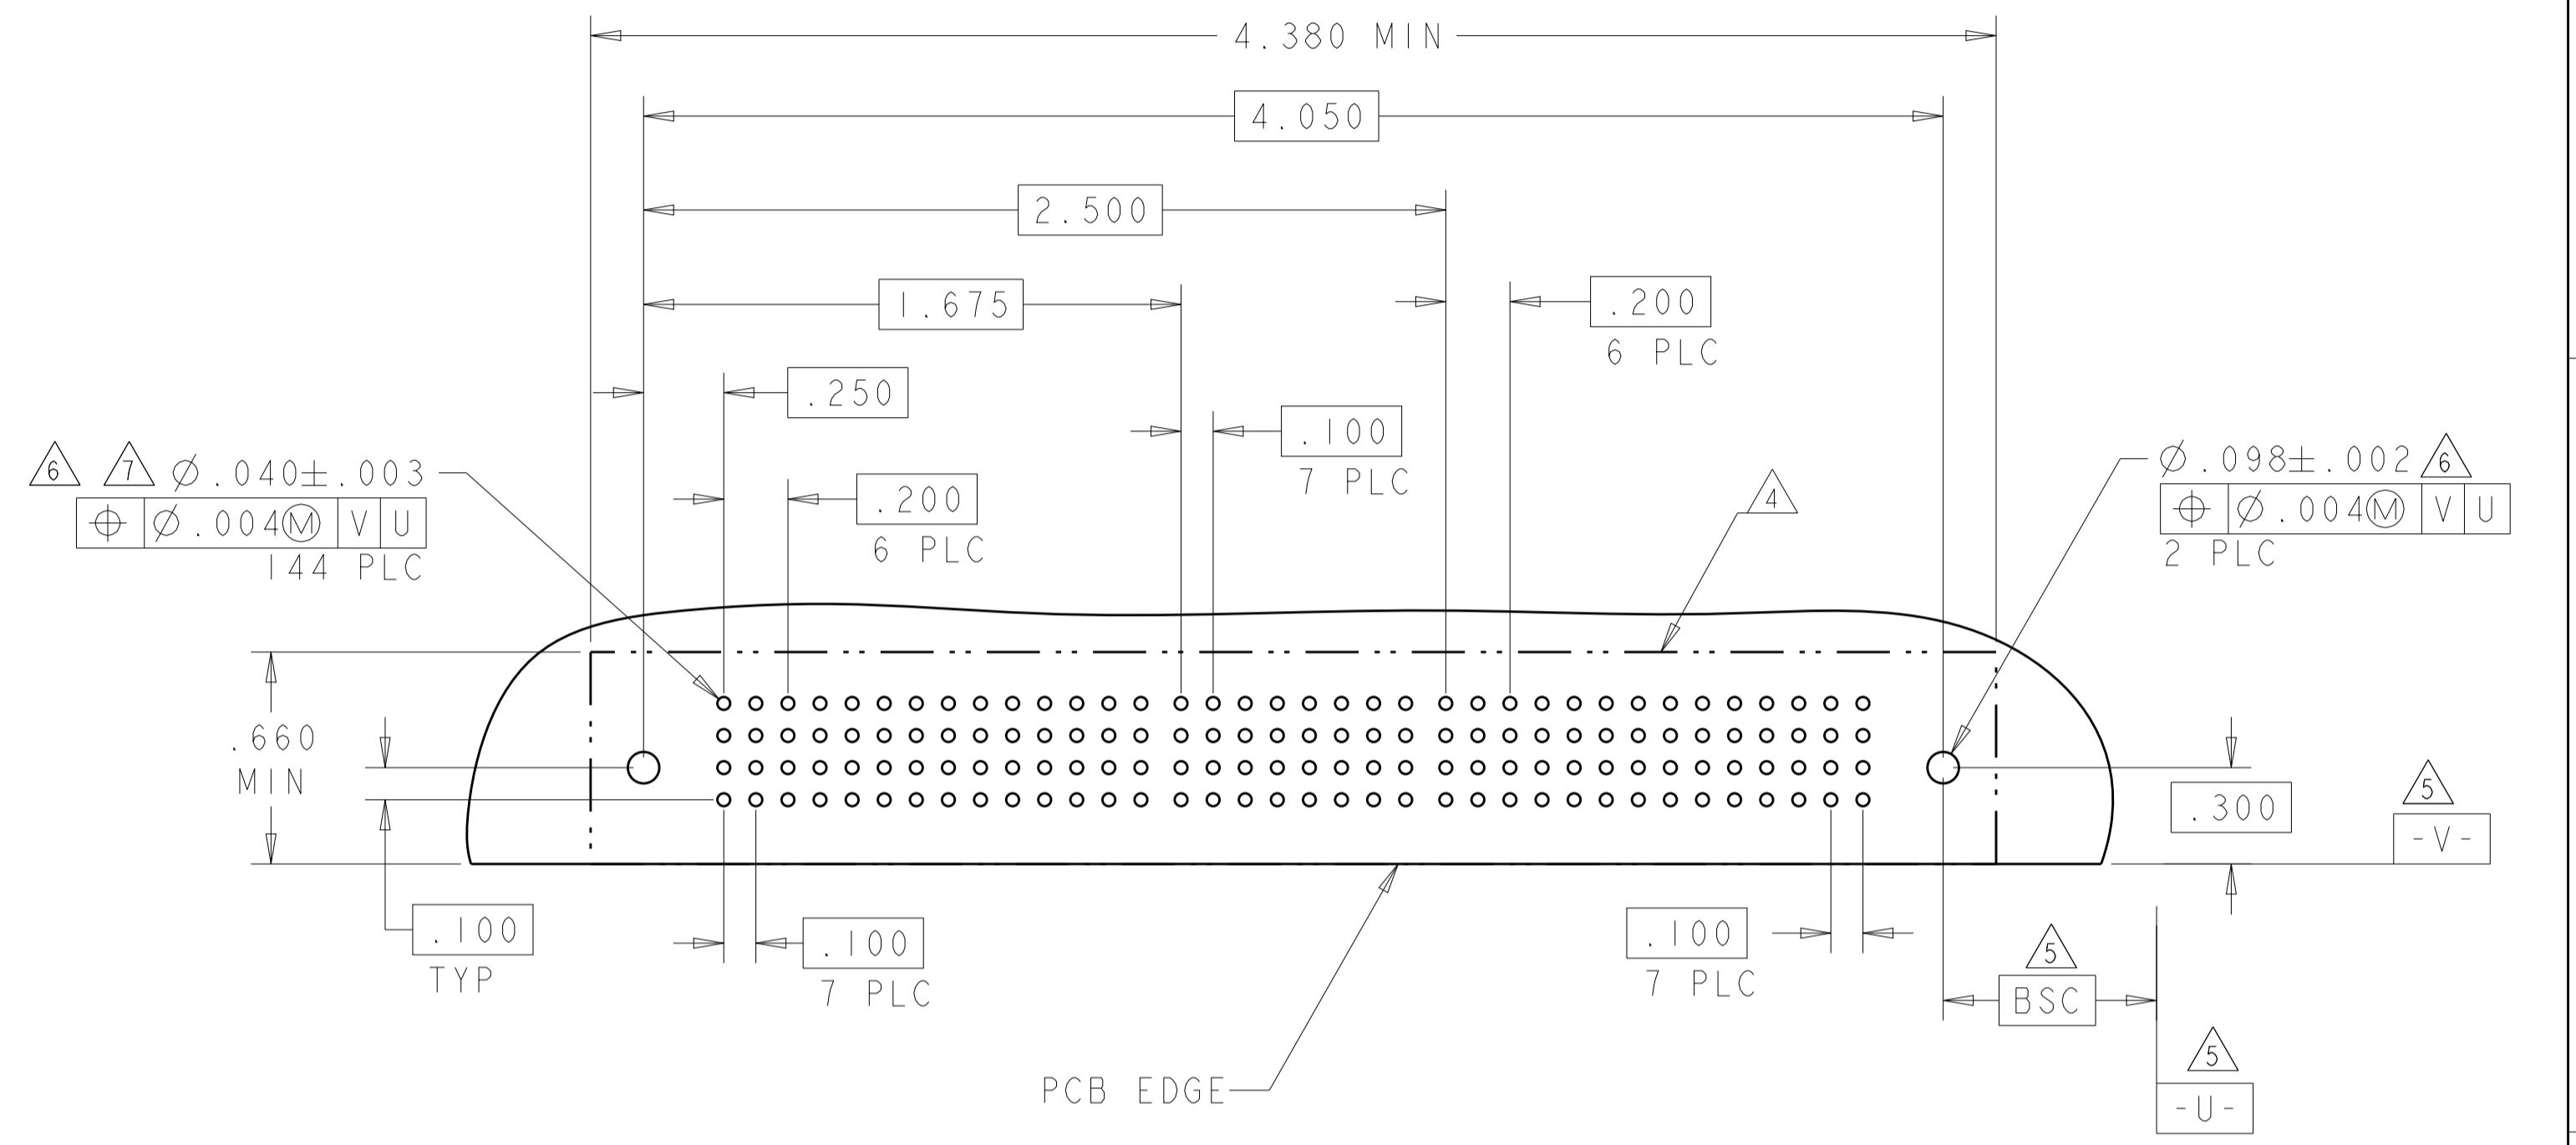 4.380 MIN
4.050
2.500
1.675
.200
6 PLC
.250
.100
7 PLC
6 7 ⌀.040±.003
⌖ ⌀.004Ⓜ V U
144 PLC
.200
6 PLC
4
⌀.098±.002 6
⌖ ⌀.004Ⓜ V U
2 PLC
.660
MIN
.300
5
-V-
.100
TYP
.100
7 PLC
.100
7 PLC
5
BSC
5
-U-
PCB EDGE